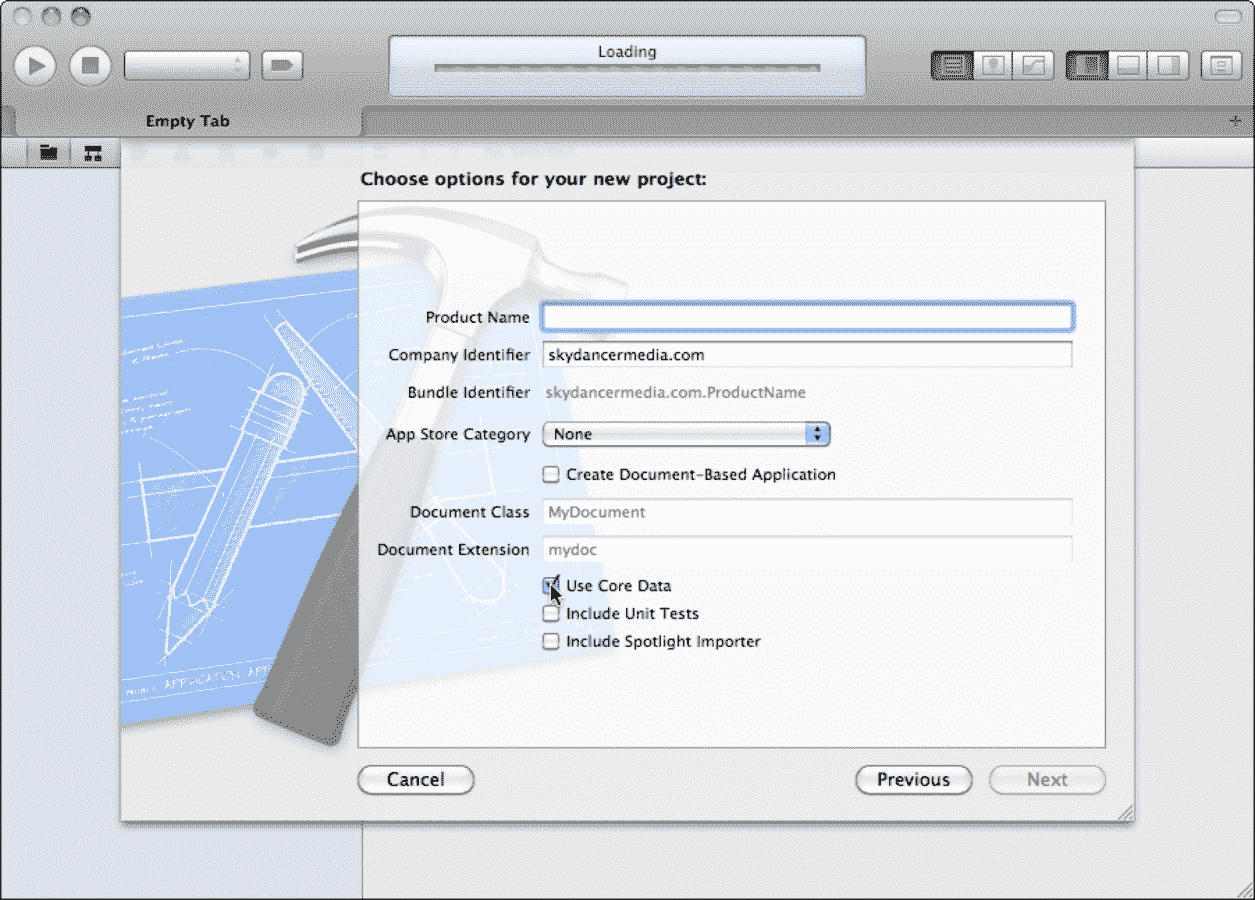 Loading
Empty Tab
Choose options for your new project:
Product Name
Company Identifier skydancermedia.com
Bundle Identifier skydancermedia.com.ProductName
App Store Category None
Create Document-Based Application
Document Class MyDocument
Document Extension mydoc
Use Core Data
Include Unit Tests
Include Spotlight Importer
APPLICATION
Cancel Previous Next